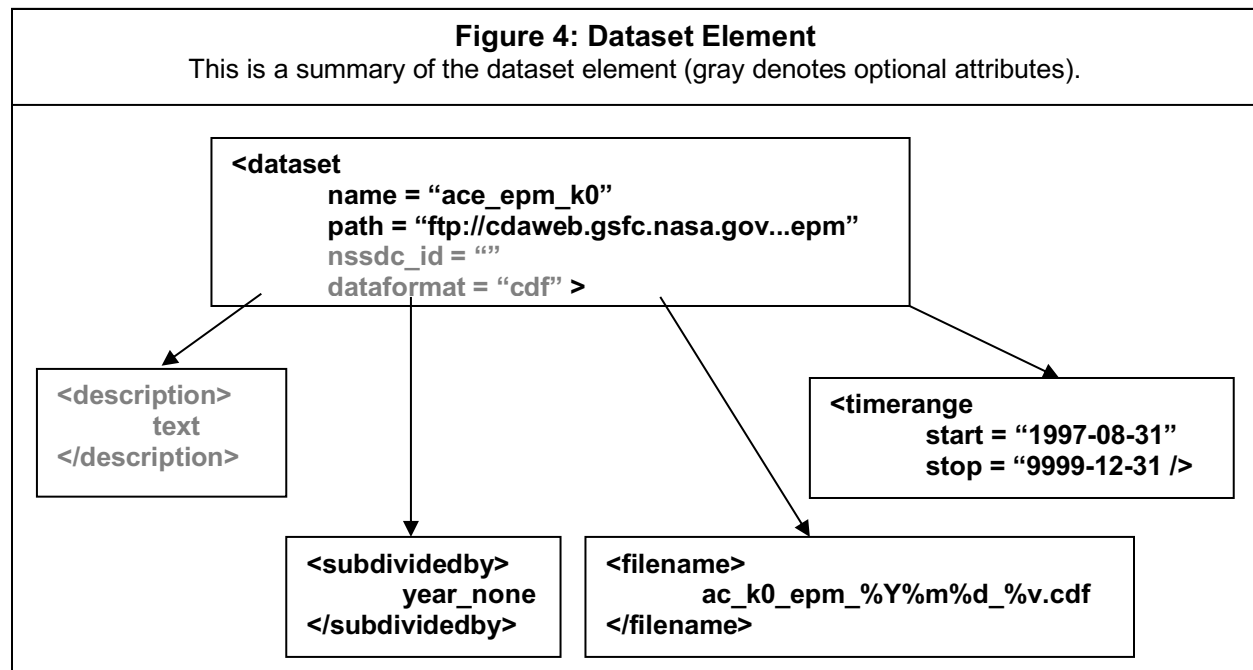 Figure 4: Dataset Element
This is a summary of the dataset element (gray denotes optional attributes).
<dataset
name = “ace_epm_k0”
path = “ftp://cdaweb.gsfc.nasa.gov...epm”
nssdc_id = “”
dataformat = “cdf” >
<description>
text
</description>
<timerange
start = “1997-08-31”
stop = “9999-12-31 />
<subdividedby>
year_none
</subdividedby>
<filename>
ac_k0_epm_%Y%m%d_%v.cdf
</filename>